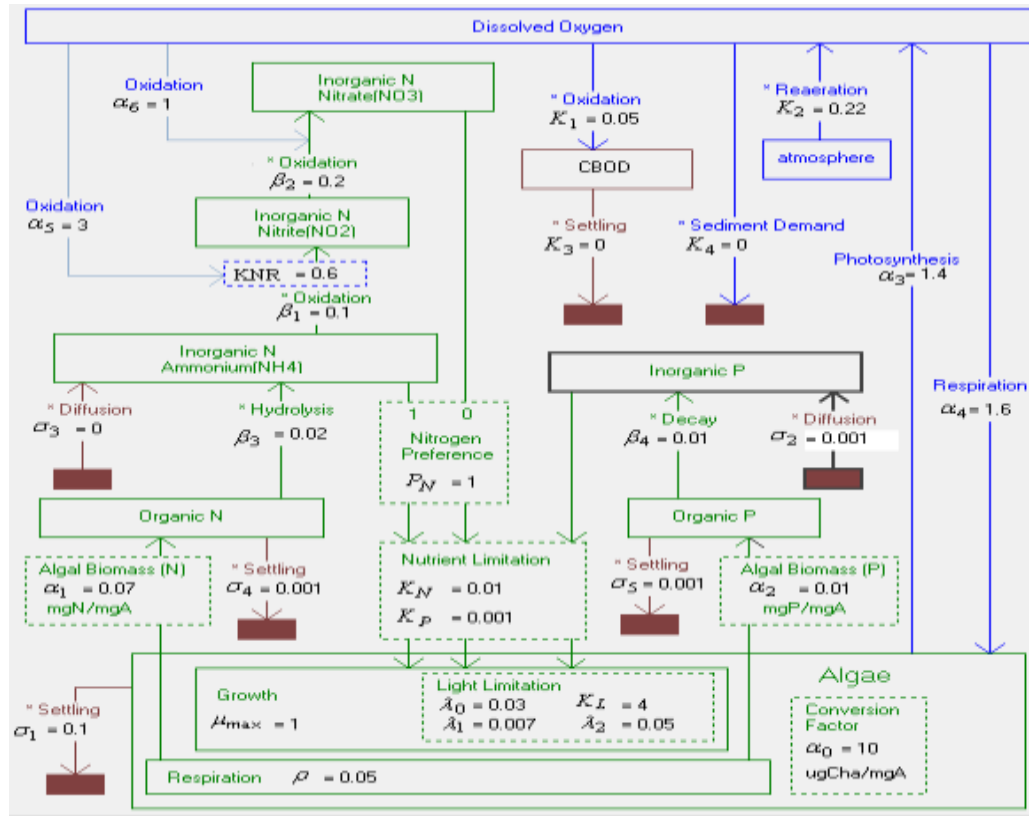 Dissolved Oxygen
Oxidation
α₆ = 1
Inorganic N
Nitrate(NO3)
* Oxidation
K₁ = 0.05
* Reaeration
K₂ = 0.22
CBOD
atmosphere
* Oxidation
β₂ = 0.2
Oxidation
α₅ = 3
Inorganic N
Nitrite(NO2)
* Settling
K₃ = 0
* Sediment Demand
K₄ = 0
Photosynthesis
α₃ = 1.4
KNR = 0.6
* Oxidation
β₁ = 0.1
Inorganic N
Ammonium(NH4)
Inorganic P
Respiration
α₄ = 1.6
* Diffusion
σ₃ = 0
* Hydrolysis
β₃ = 0.02
1 0
Nitrogen
Preference
P_N = 1
* Decay
β₄ = 0.01
* Diffusion
σ₂ = 0.001
Organic N
Organic P
Algal Biomass (N)
α₁ = 0.07
mgN/mgA
* Settling
σ₄ = 0.001
Nutrient Limitation
K_N = 0.01
K_P = 0.001
* Settling
σ₅ = 0.001
Algal Biomass (P)
α₂ = 0.01
mgP/mgA
Algae
* Settling
σ₁ = 0.1
Growth
μmax = 1
Light Limitation
λ₀ = 0.03 K_L = 4
λ₁ = 0.007 λ₂ = 0.05
Conversion
Factor
α₀ = 10
ugCha/mgA
Respiration ρ = 0.05